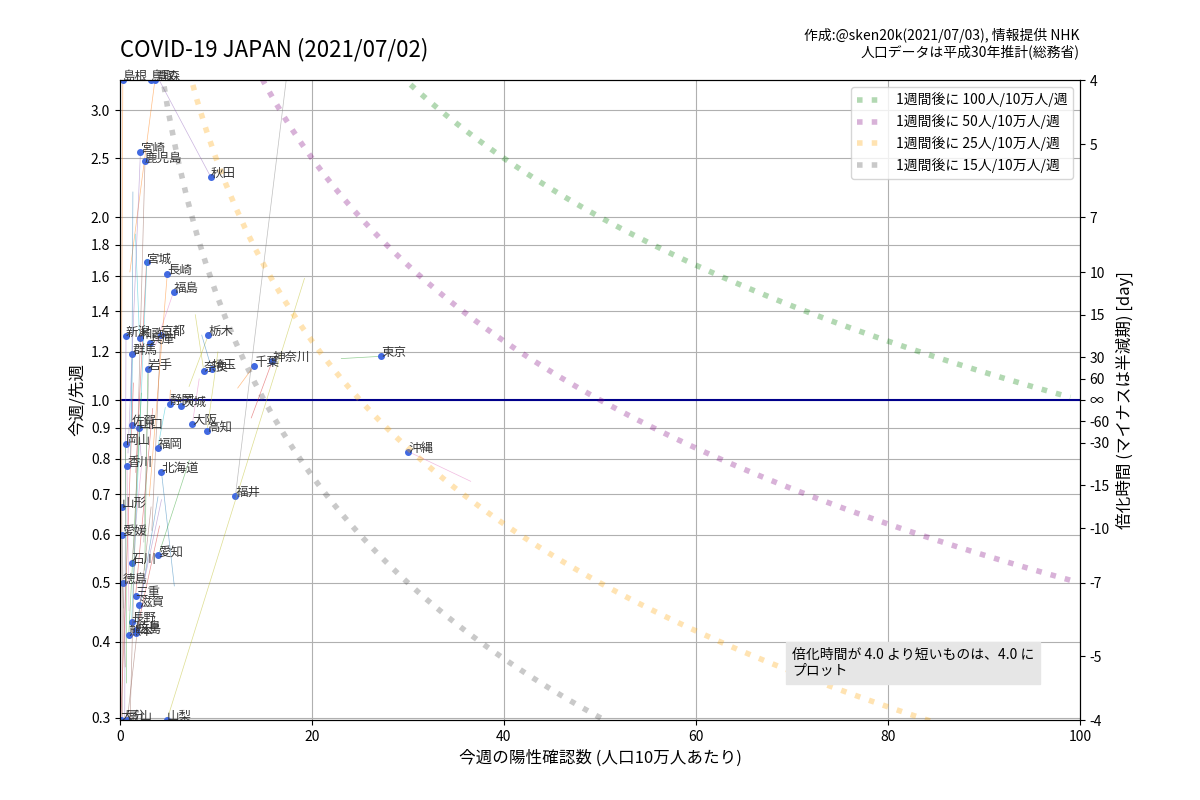 COVID-19 JAPAN (2021/07/02)
作成:@sken20k(2021/07/03), 情報提供 NHK
人口データは平成30年推計(総務省)
1週間後に 100人/10万人/週
1週間後に 50人/10万人/週
1週間後に 25人/10万人/週
1週間後に 15人/10万人/週
島根
宮崎
鹿児島
秋田
宮城
長崎
福島
新潟
京都
栃木
兵庫
群馬
岩手
千葉
神奈川
東京
埼玉
静岡
茨城
佐賀
山口
大阪
高知
岡山
福岡
沖縄
香川
北海道
福井
山形
愛媛
愛知
石川
徳島
三重
滋賀
長野
山梨
倍化時間が 4.0 より短いものは、4.0 に
プロット
今週/先週
3.0
2.5
2.0
1.8
1.6
1.4
1.2
1.0
0.9
0.8
0.7
0.6
0.5
0.4
0.3
0
20
40
60
80
100
今週の陽性確認数 (人口10万人あたり)
4
5
7
10
15
30
60
∞
-60
-30
-15
-10
-7
-5
-4
倍化時間 (マイナスは半減期) [day]